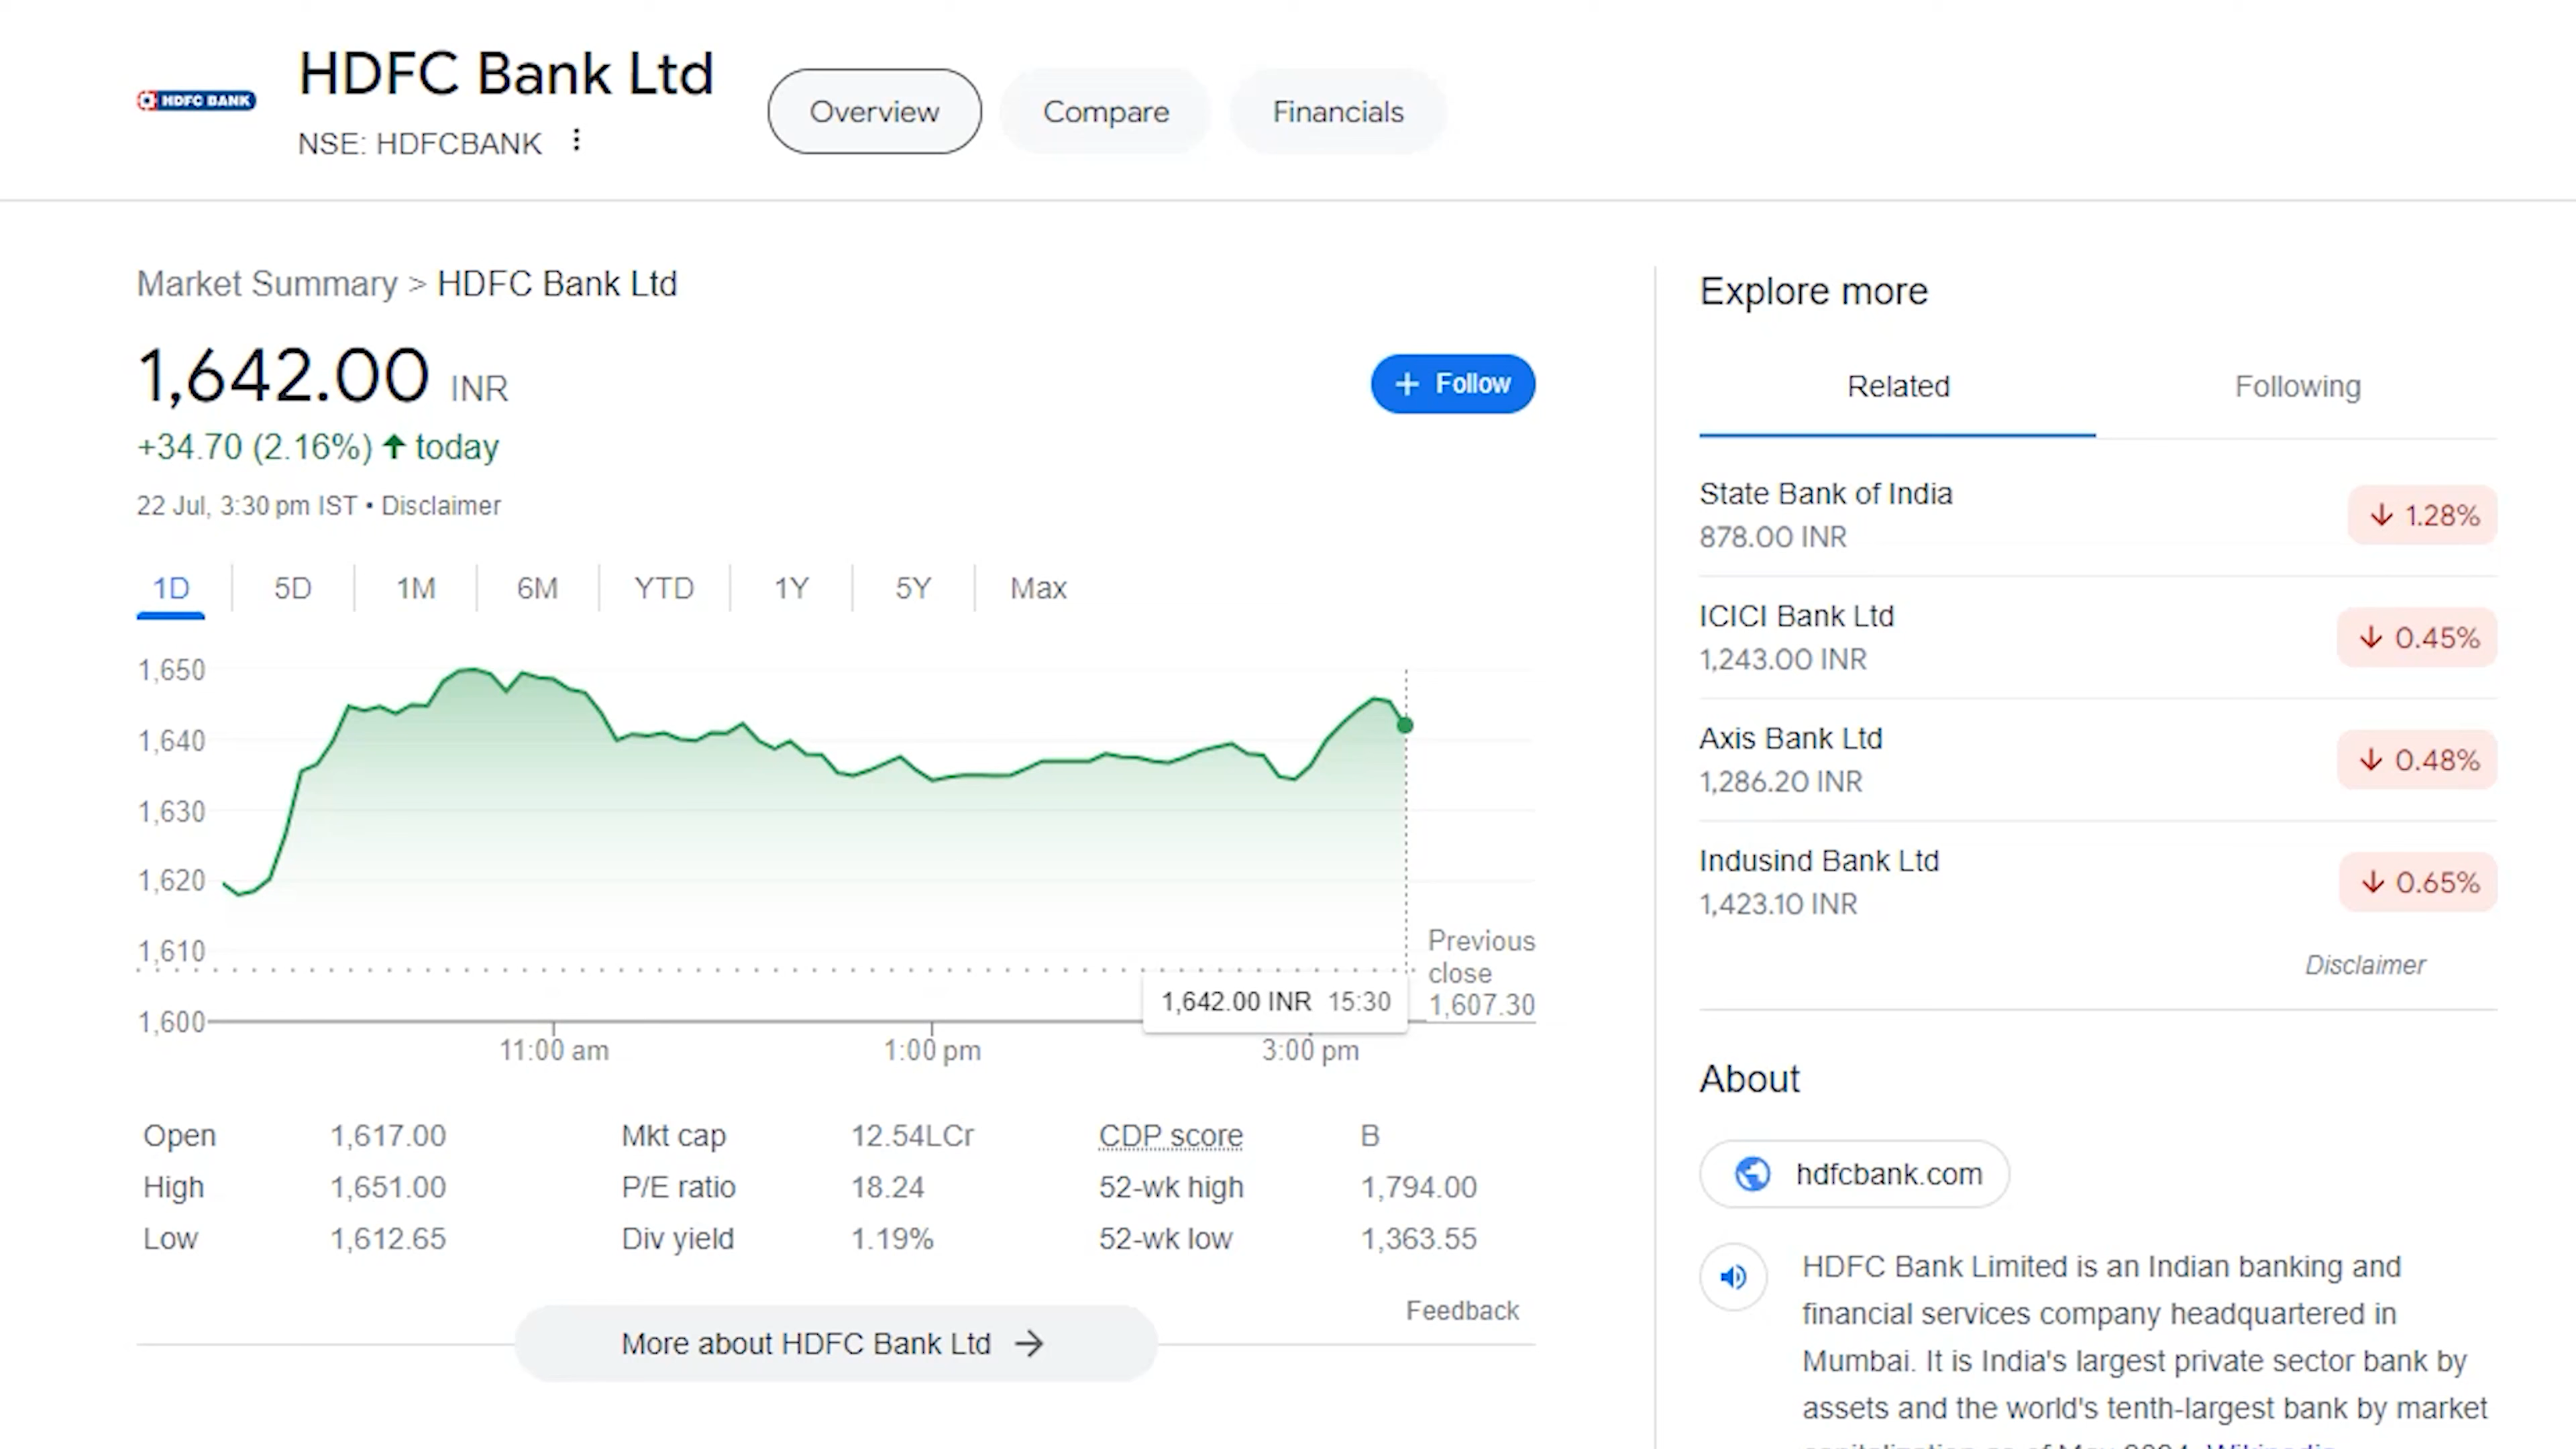 HDFC BANK
HDFC Bank Ltd
NSE: HDFCBANK
Overview
Compare
Financials
Market Summary > HDFC Bank Ltd
1,642.00 INR
+ Follow
+34.70 (2.16%) ↑ today
22 Jul, 3:30 pm IST • Disclaimer
1D 5D 1M 6M YTD 1Y 5Y Max
1,650
1,640
1,630
1,620
1,610
1,600
Previous
close
1,607.30
1,642.00 INR 15:30
11:00 am 1:00 pm 3:00 pm
Open 1,617.00 Mkt cap 12.54LCr CDP score B
High 1,651.00 P/E ratio 18.24 52-wk high 1,794.00
Low 1,612.65 Div yield 1.19% 52-wk low 1,363.55
Feedback
More about HDFC Bank Ltd →
Explore more
Related Following
State Bank of India
878.00 INR
↓ 1.28%
ICICI Bank Ltd
1,243.00 INR
↓ 0.45%
Axis Bank Ltd
1,286.20 INR
↓ 0.48%
Indusind Bank Ltd
1,423.10 INR
↓ 0.65%
Disclaimer
About
hdfcbank.com
HDFC Bank Limited is an Indian banking and
financial services company headquartered in
Mumbai. It is India's largest private sector bank by
assets and the world's tenth-largest bank by market